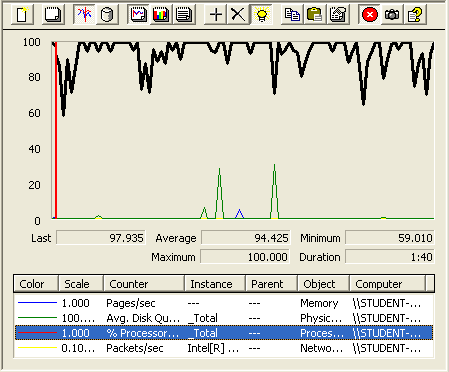 100
80
60
40
20
0
Last 97.935 Average 94.425 Minimum 59.010
Maximum 100.000 Duration 1:40
Color Scale Counter Instance Parent Object Computer
1.000 Pages/sec --- --- Memory \\STUDENT-...
100.... Avg. Disk Qu... _Total --- Physic... \\STUDENT-...
1.000 % Processor... _Total --- Proces... \\STUDENT-...
0.10... Packets/sec Intel[R] ... --- Netwo... \\STUDENT-...